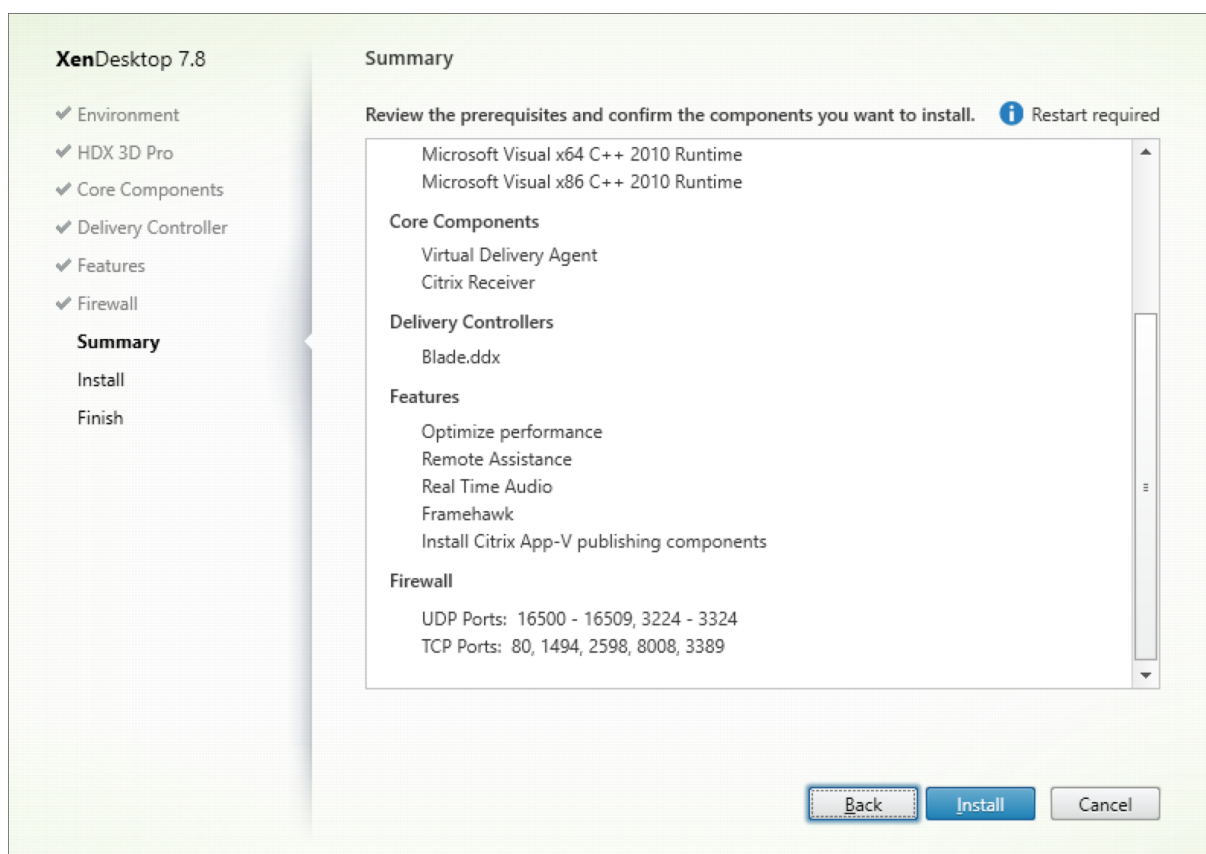 XenDesktop 7.8
Environment
HDX 3D Pro
Core Components
Delivery Controller
Features
Firewall
Summary
Install
Finish
Summary
Review the prerequisites and confirm the components you want to install.
Restart required
Microsoft Visual x64 C++ 2010 Runtime
Microsoft Visual x86 C++ 2010 Runtime
Core Components
Virtual Delivery Agent
Citrix Receiver
Delivery Controllers
Blade.ddx
Features
Optimize performance
Remote Assistance
Real Time Audio
Framehawk
Install Citrix App-V publishing components
Firewall
UDP Ports: 16500 - 16509, 3224 - 3324
TCP Ports: 80, 1494, 2598, 8008, 3389
Back
Install
Cancel